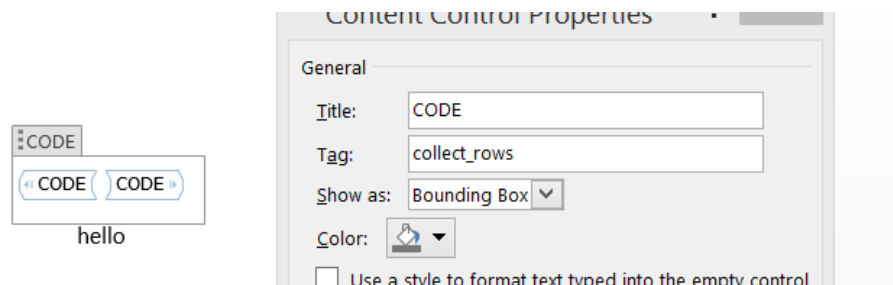 Content Control Properties
General
Title: CODE
Tag: collect_rows
Show as: Bounding Box
Color:
Use a style to format text typed into the empty control
CODE
CODE CODE
hello